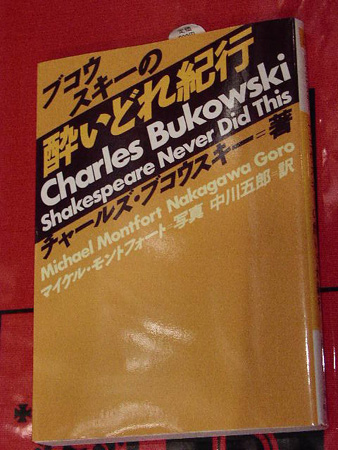 ブコウ
スキーの
酔いどれ紀行
Charles Bukowski
Shakespeare Never Did This
チャールズ・ブコウスキー=著
Michael Montfort Nakagawa Goro
マイケル・モントフォート 写真 中川五郎 訳